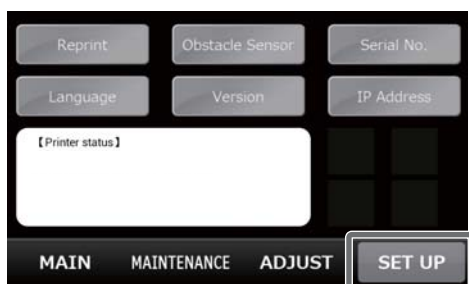 Reprint Obstacle Sensor Serial No.
Language Version IP Address
【Printer status】
MAIN MAINTENANCE ADJUST SET UP